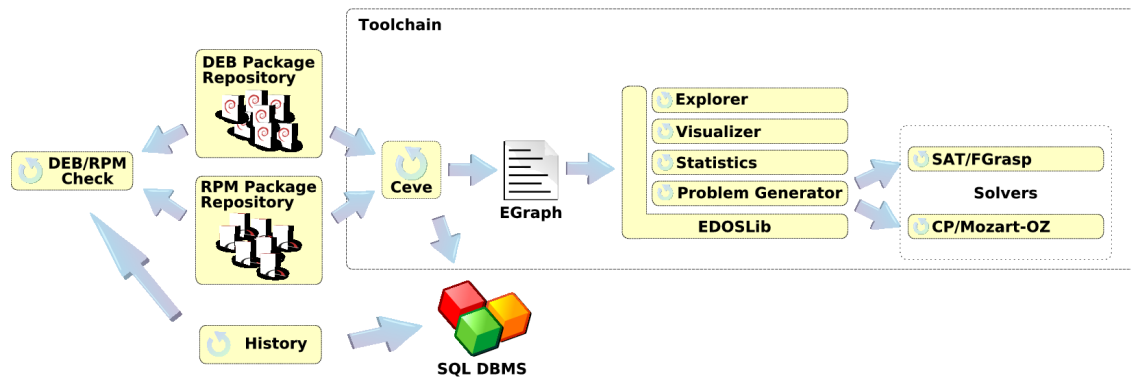 Toolchain
DEB Package
Repository
DEB/RPM
Check
RPM Package
Repository
Ceve
EGraph
Explorer
Visualizer
Statistics
Problem Generator
EDOSLib
SAT/FGrasp
Solvers
CP/Mozart-OZ
History
SQL DBMS